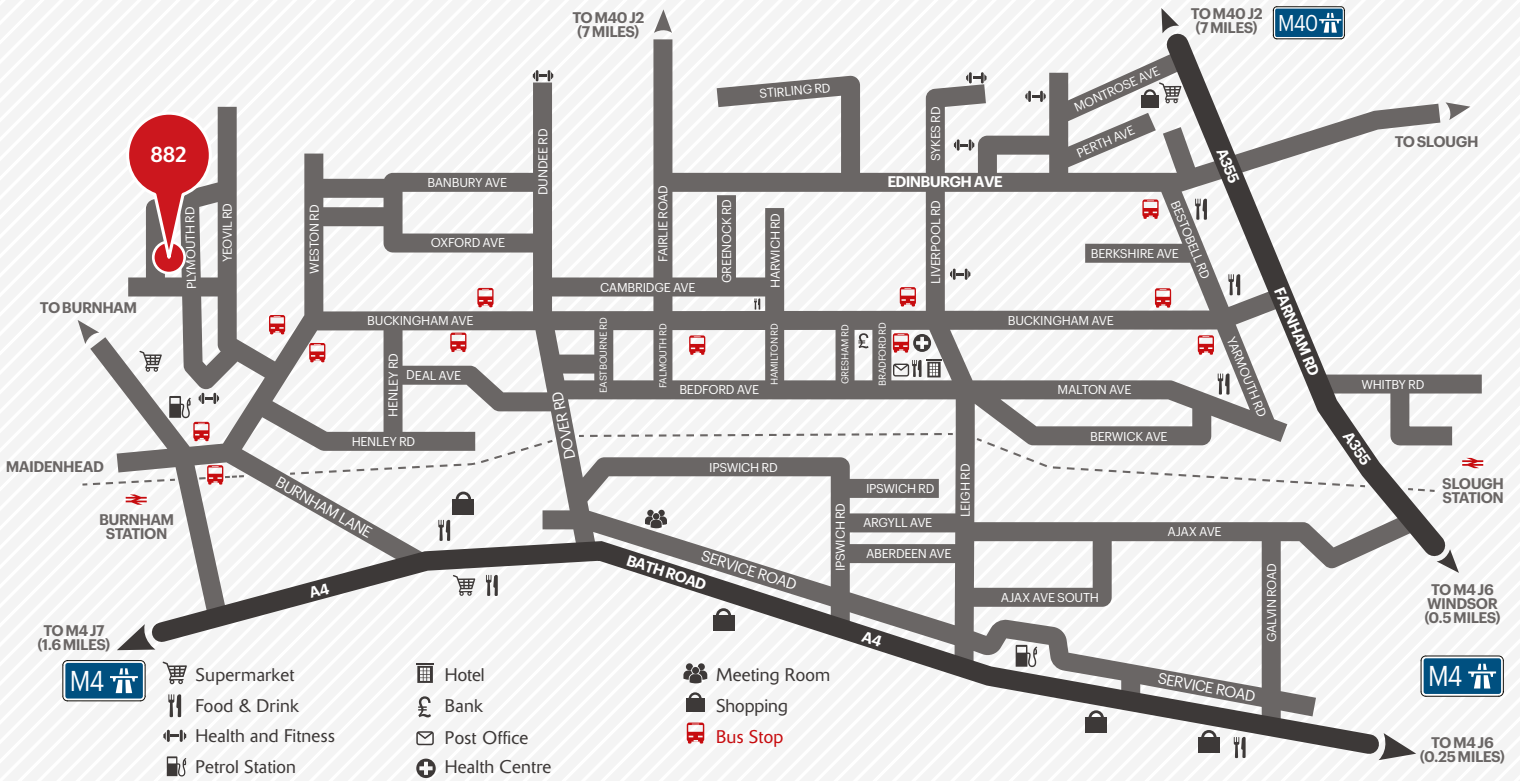 TO M40 J2
(7 MILES)
TO M40 J2
(7 MILES)
M40
MONTROSE AVE
STIRLING RD
SYKES RD
PERTH AVE
A355
TO SLOUGH
882
DUNDEE RD
BANBURY AVE
EDINBURGH AVE
PLYMOUTH RD
YEOVIL RD
WESTON RD
OXFORD AVE
FAIRLIE ROAD
GREENOCK RD
HARWICH RD
LIVERPOOL RD
BESTOBELL RD
BERKSHIRE AVE
CAMBRIDGE AVE
TO BURNHAM
BUCKINGHAM AVE
BUCKINGHAM AVE
FARNHAM RD
EASTBOURNE RD
FALMOUTH RD
HAMILTON RD
GRESHAM RD
BRADFORD RD
YARMOUTH RD
HENLEY RD
DEAL AVE
BEDFORD AVE
MALTON AVE
WHITBY RD
DOVER RD
HENLEY RD
BERWICK AVE
A355
MAIDENHEAD
IPSWICH RD
IPSWICH RD
LEIGH RD
SLOUGH
STATION
BURNHAM
STATION
BURNHAM LANE
IPSWICH RD
ARGYLL AVE
AJAX AVE
ABERDEEN AVE
SERVICE ROAD
BATH ROAD
A4
AJAX AVE SOUTH
GALVIN ROAD
TO M4 J6
WINDSOR
(0.5 MILES)
TO M4 J7
(1.6 MILES)
A4
M4
M4
SERVICE ROAD
TO M4 J6
(0.25 MILES)
Supermarket
Food & Drink
Health and Fitness
Petrol Station
Hotel
£ Bank
Post Office
Health Centre
Meeting Room
Shopping
Bus Stop